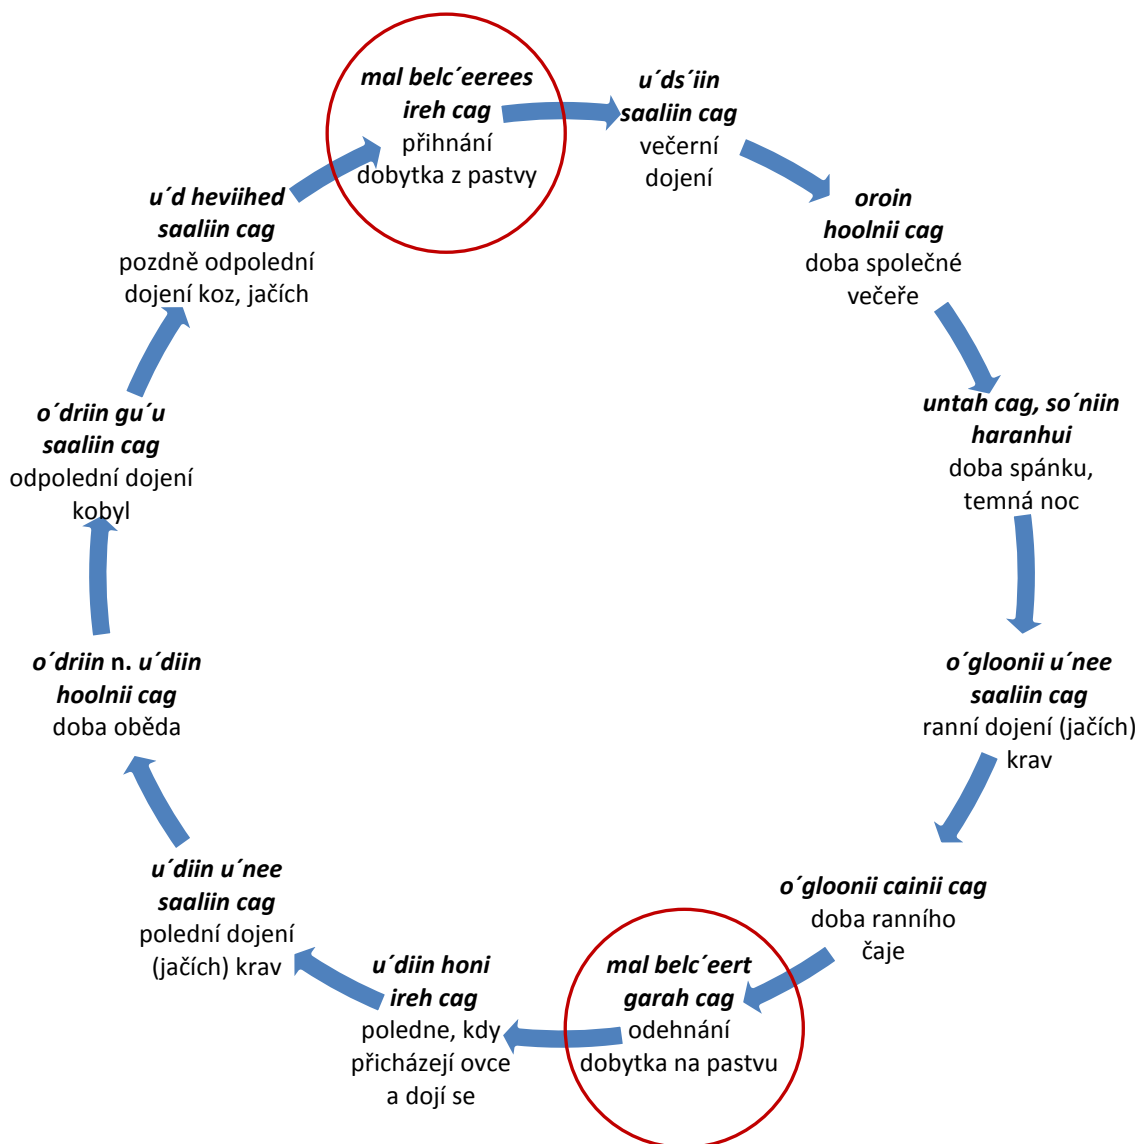 mal belc´eerees
ireh cag
přihnání
dobytka z pastvy
u´ds´iin
saaliin cag
večerní
dojení
oroin
hoolnii cag
doba společné
večeře
untah cag, so´niin
haranhui
doba spánku,
temná noc
o´gloonii u´nee
saaliin cag
ranní dojení (jačích)
krav
o´gloonii cainii cag
doba ranního
čaje
mal belc´eert
garah cag
odehnání
dobytka na pastvu
u´diin honi
ireh cag
poledne, kdy
přicházejí ovce
a dojí se
u´diin u´nee
saaliin cag
polední dojení
(jačích) krav
o´driin n. u´diin
hoolnii cag
doba oběda
o´driin gu´u
saaliin cag
odpolední dojení
kobyl
u´d heviihed
saaliin cag
pozdně odpolední
dojení koz, jačích